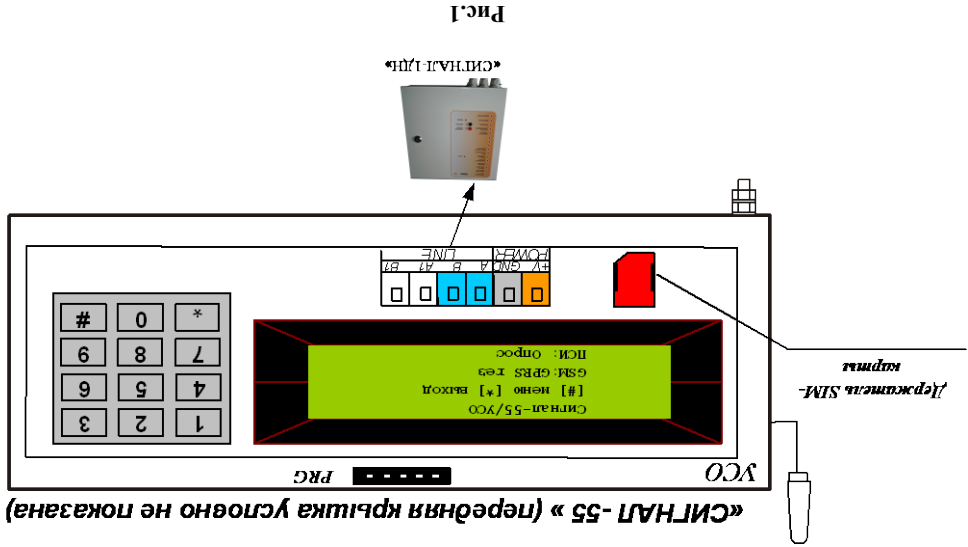 «СИГНАЛ -55 » (передняя крышка условно не показана)
УСО
PRG
Сигнал-55/УСО
[#] меню [*] выход
GSM: GPRS гез
ПСИ: Опрос
1 2 3
4 5 6
7 8 9
* 0 #
Держатель SIM-
карты
+V GND A B A1 B1
POWER LINE
«СИГНАЛ-1ДН»
Рис.1